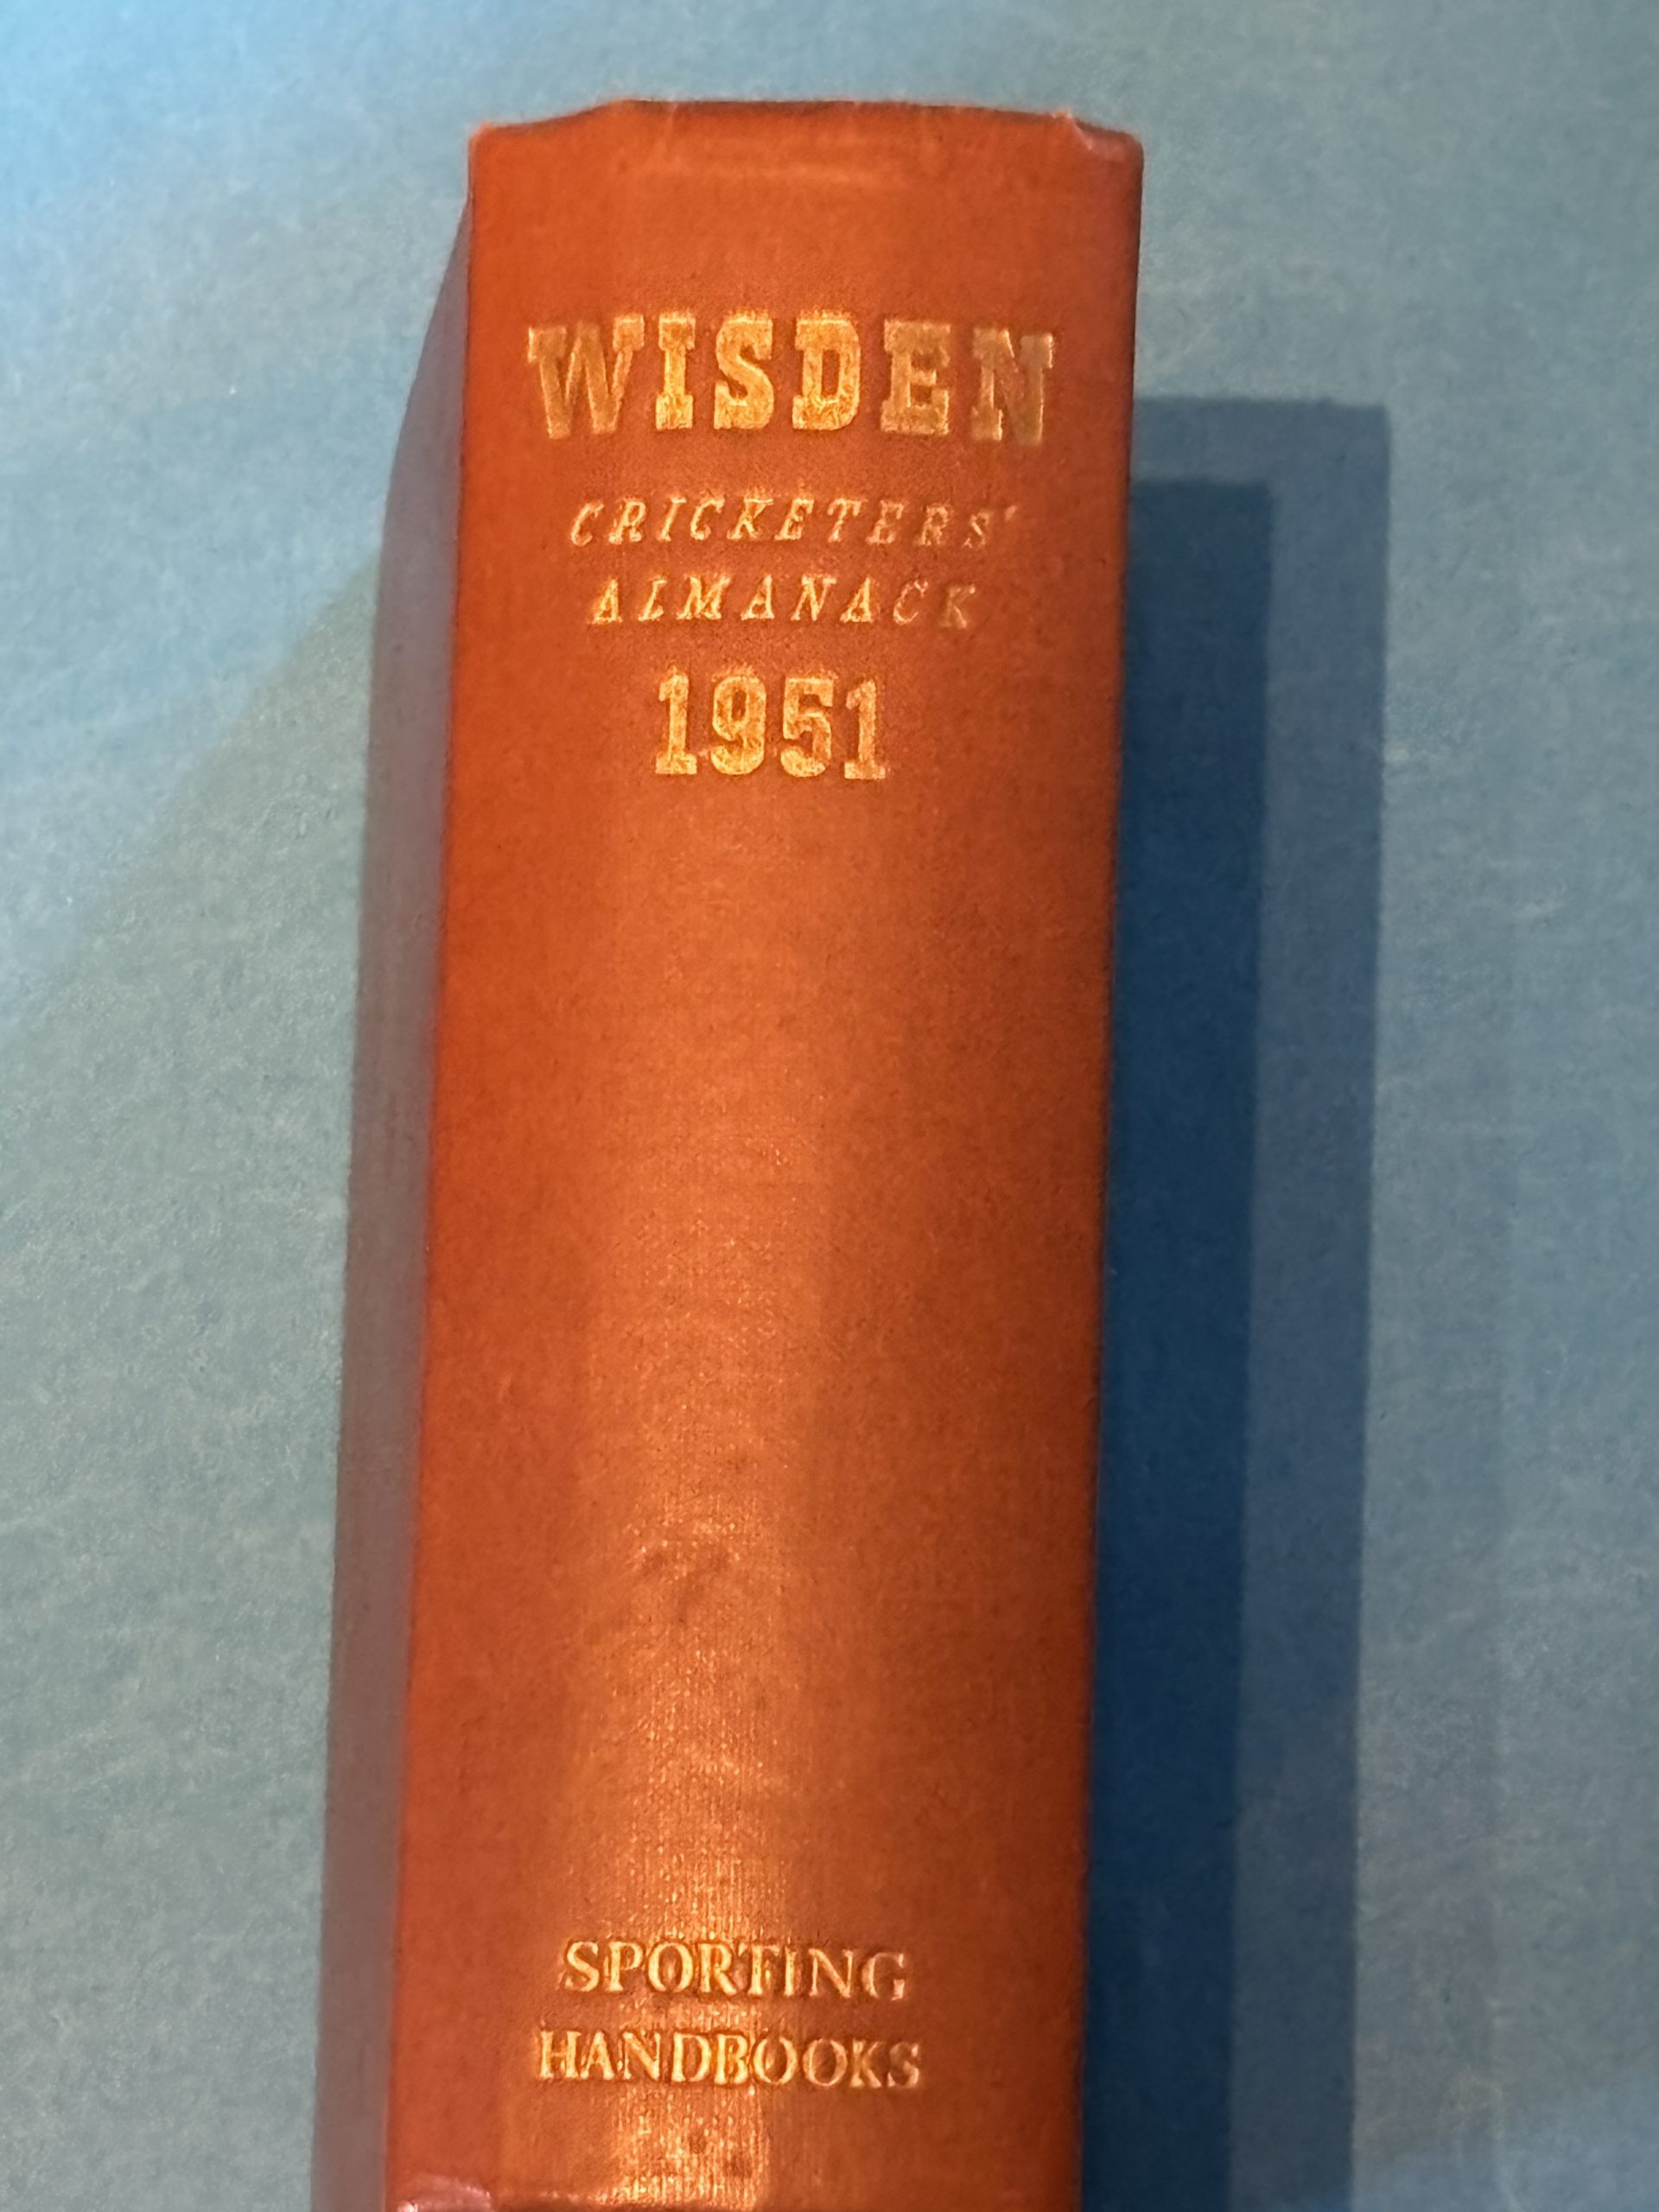 WISDEN
CRICKETERS'
ALMANACK
1951
SPORTING
HANDBOOKS